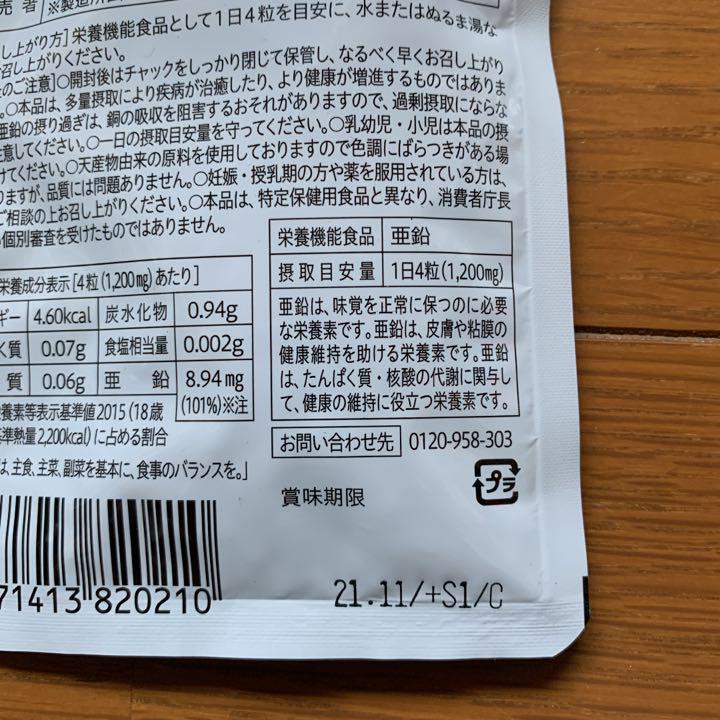 売者 ※製造所
し上がり方]栄養機能食品として1日4粒を目安に、水またはぬるま湯な
お召し上がりください。
のご注意]○開封後はチャックをしっかり閉じて保管し、なるべく早くお召し上がり
。○本品は、多量摂取により疾病が治癒したり、より健康が増進するものではありま
亜鉛の摂り過ぎは、銅の吸収を阻害するおそれがありますので、過剰摂取にならな
意してください。○一日の摂取目安量を守ってください。○乳幼児・小児は本品の摂
けてください。○天産物由来の原料を使用しておりますので色調にばらつきがある場
りますが、品質には問題ありません。○妊娠・授乳期の方や薬を服用されている方は、
ご相談の上お召し上がりください。○本品は、特定保健用食品と異なり、消費者庁長
個別審査を受けたものではありません。
栄養機能食品 亜鉛
摂取目安量 1日4粒(1,200mg)
亜鉛は、味覚を正常に保つのに必要
な栄養素です。亜鉛は、皮膚や粘膜の
健康維持を助ける栄養素です。亜鉛
は、たんぱく質・核酸の代謝に関与し
て、健康の維持に役立つ栄養素です。
お問い合わせ先 0120-958-303
栄養成分表示[4粒(1,200mg)あたり]
ギー 4.60kcal 炭水化物 0.94g
く質 0.07g 食塩相当量 0.002g
質 0.06g 亜鉛 8.94mg
(101%)※注
養素等表示基準値2015(18歳
基準熱量2,200kcal)に占める割合
は、主食、主菜、副菜を基本に、食事のバランスを。」
賞味期限
プラ
71413 820210
21.11/+S1/C